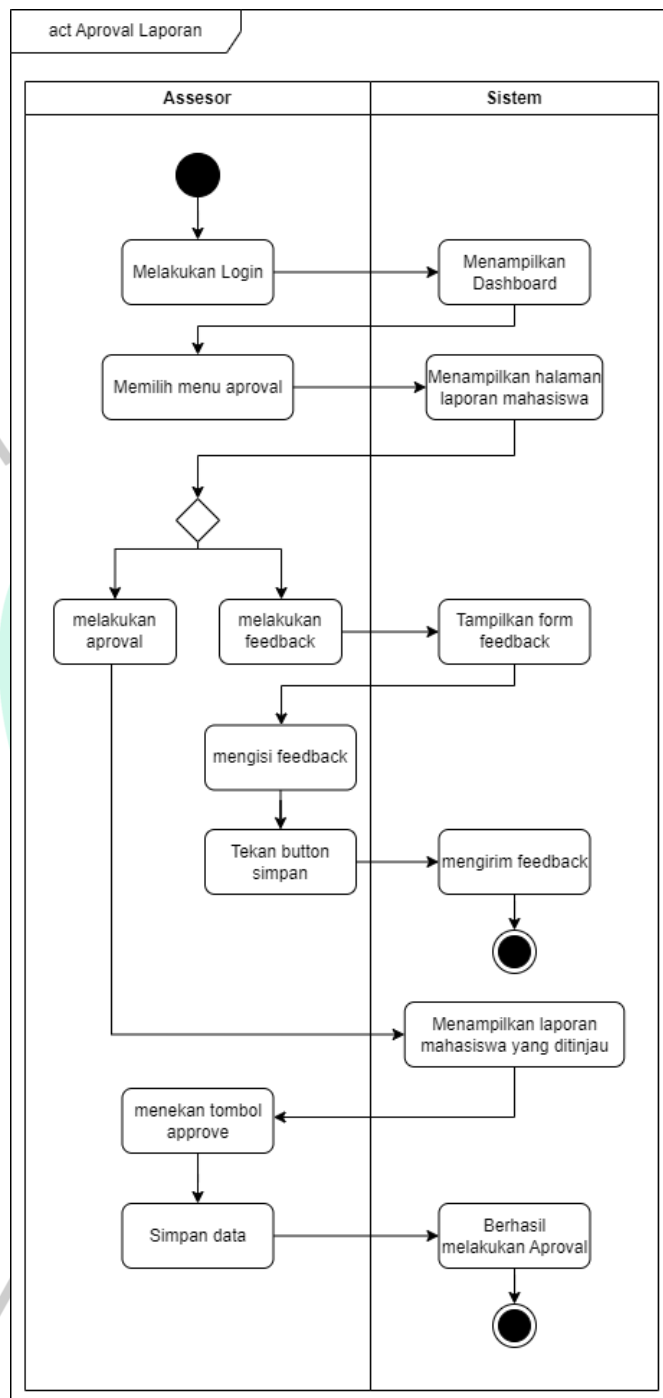 act Aproval Laporan
Assesor
Sistem
Melakukan Login
Menampilkan
Dashboard
Memilih menu aproval
Menampilkan halaman
laporan mahasiswa
melakukan
aproval
melakukan
feedback
Tampilkan form
feedback
mengisi feedback
Tekan button
simpan
mengirim feedback
Menampilkan laporan
mahasiswa yang ditinjau
menekan tombol
approve
Simpan data
Berhasil
melakukan Aproval